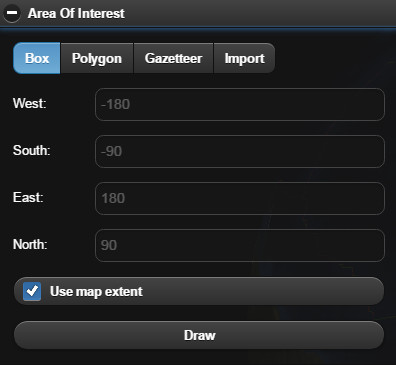 Area Of Interest
Box Polygon Gazetteer Import
West: -180
South: -90
East: 180
North: 90
Use map extent
Draw